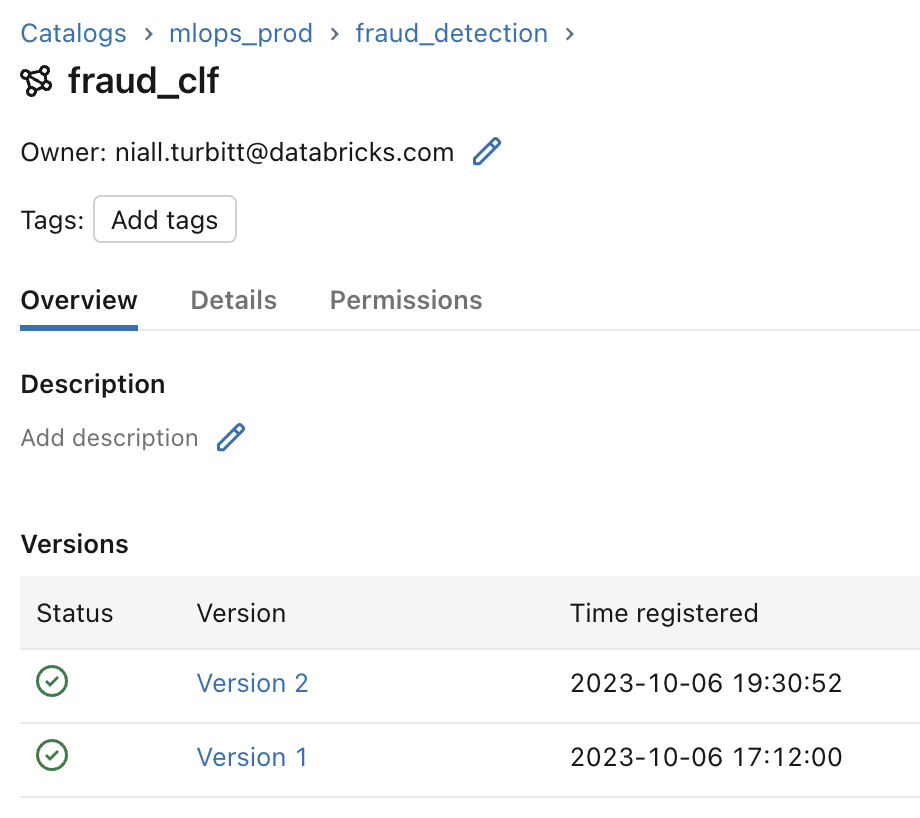 Catalogs > mlops_prod > fraud_detection >
fraud_clf
Owner: niall.turbitt@databricks.com
Tags: Add tags
Overview Details Permissions
Description
Add description
Versions
Status Version Time registered
Version 2 2023-10-06 19:30:52
Version 1 2023-10-06 17:12:00